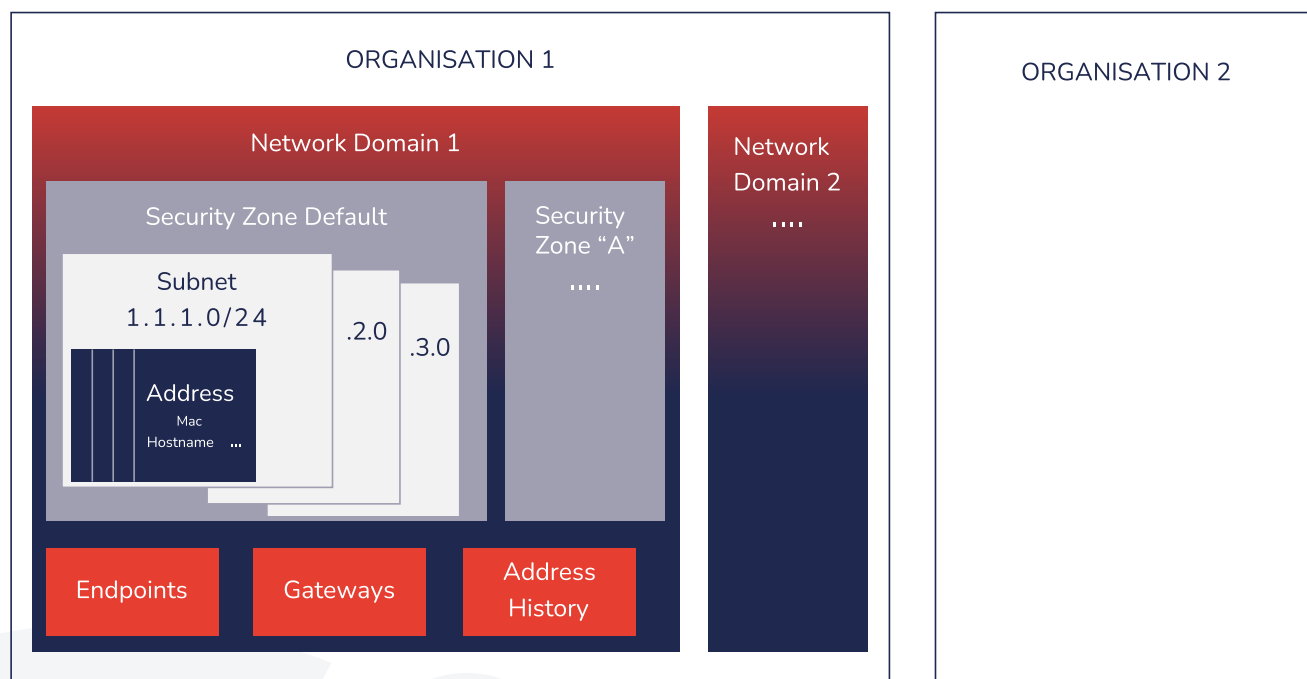 ORGANISATION 1
Network Domain 1
Security Zone Default
Subnet
1.1.1.0/24
Address
Mac
Hostname ...
.2.0
.3.0
Security
Zone “A”
....
Endpoints
Gateways
Address
History
Network
Domain 2
....
ORGANISATION 2